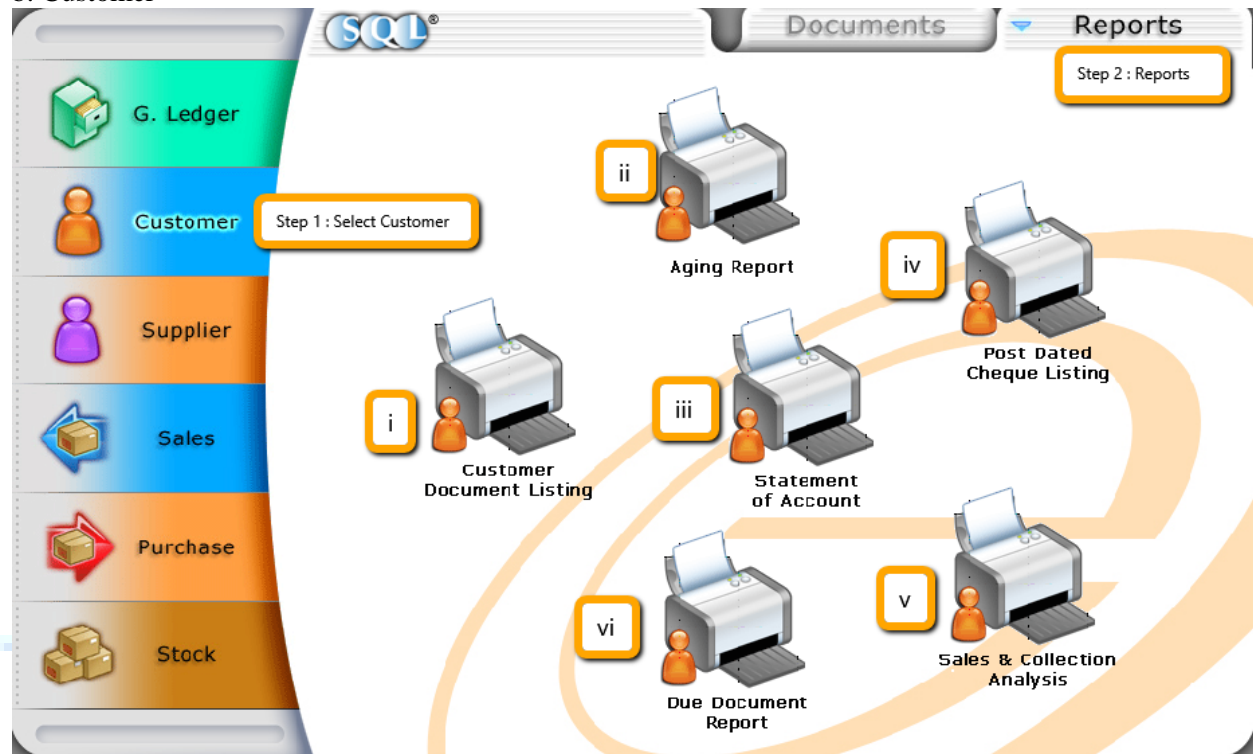 SQL®
Documents
Reports
Step 2 : Reports
G. Ledger
Customer
Step 1 : Select Customer
Supplier
Sales
Purchase
Stock
i
Customer
Document Listing
ii
Aging Report
iii
Statement
of Account
iv
Post Dated
Cheque Listing
v
Sales & Collection
Analysis
vi
Due Document
Report